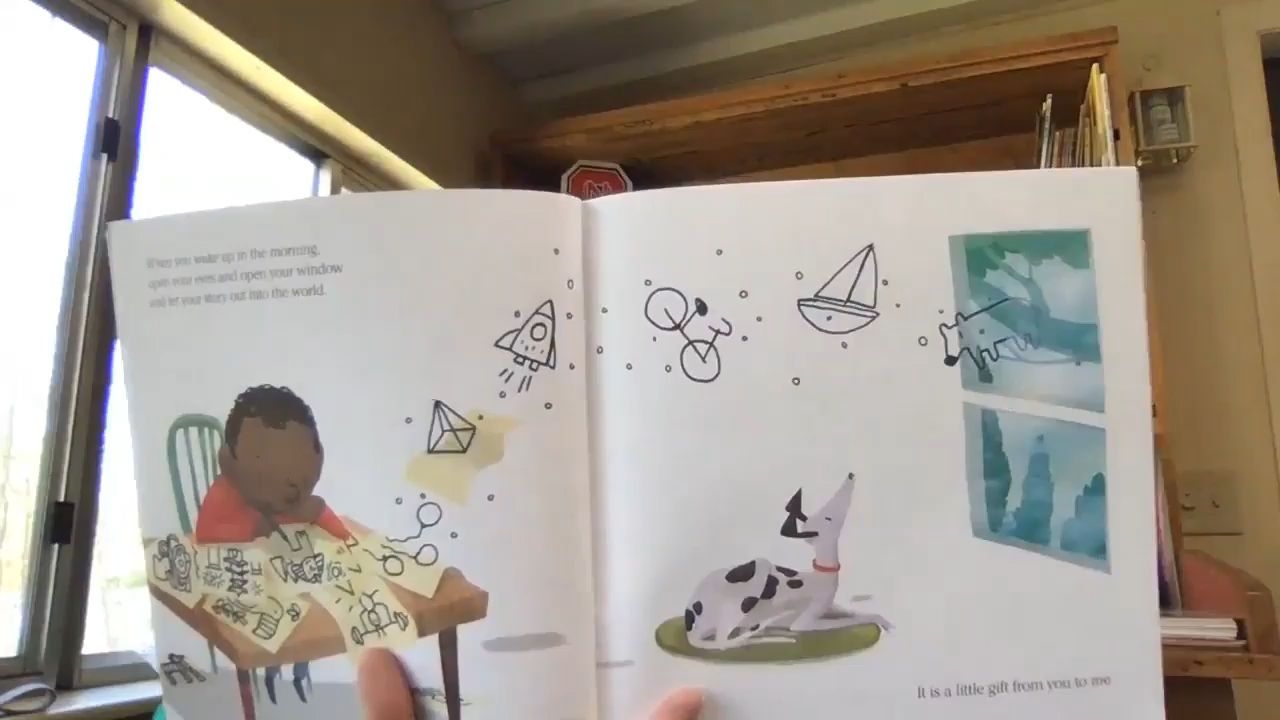 When you wake up in the morning,
open your eyes and open your window
and let your story out into the world.
It is a little gift from you to me